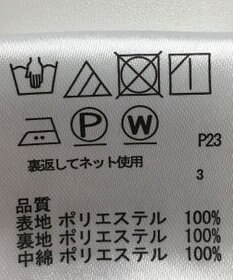 P W P23
裏返してネット使用
3
品質
表地 ポリエステル 100%
裏地 ポリエステル 100%
中綿 ポリエステル 100%